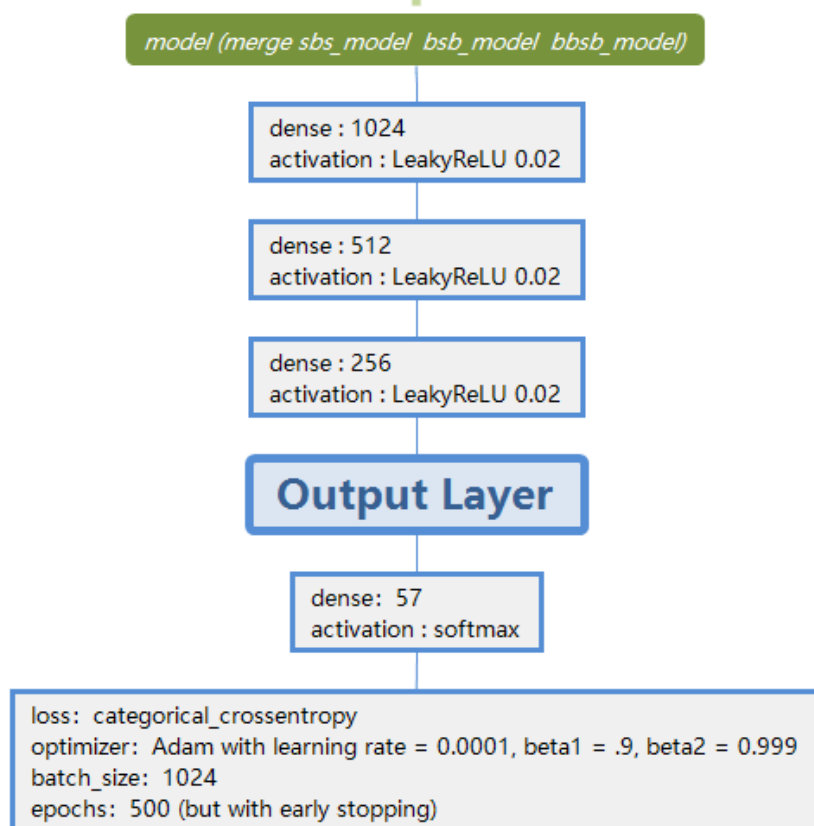 model (merge sbs_model bsb_model bbsb_model)
dense : 1024
activation : LeakyReLU 0.02
dense : 512
activation : LeakyReLU 0.02
dense : 256
activation : LeakyReLU 0.02
Output Layer
dense: 57
activation : softmax
loss: categorical_crossentropy
optimizer: Adam with learning rate = 0.0001, beta1 = .9, beta2 = 0.999
batch_size: 1024
epochs: 500 (but with early stopping)